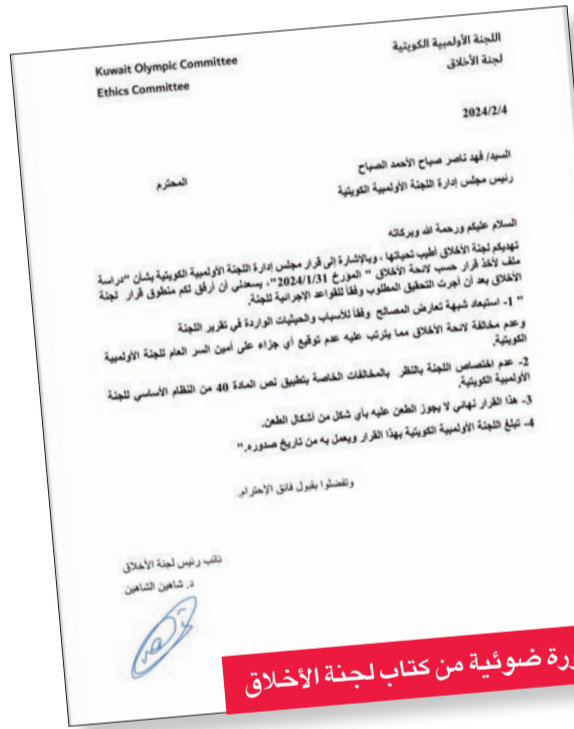 اللجنة الأولمبية الكويتية
لجنة الأخلاق
Kuwait Olympic Committee
Ethics Committee
2024/2/4
السيد/ فهد ناصر صباح الأحمد الصباح
المحترم
رئيس مجلس إدارة اللجنة الأولمبية الكويتية
السلام عليكم ورحمة الله وبركاته
تهديكم لجنة الأخلاق أطيب تحياتها ، وبالإشارة إلى قرار مجلس إدارة اللجنة الأولمبية الكويتية بشأن "دراسة
ملف لأخذ قرار حسب لائحة الأخلاق " المؤرخ 2024/1/31"، يسعدني أن أرفق لكم منطوق قرار لجنة
الأخلاق بعد أن أجرت التحقيق المطلوب وفقاً للقواعد الإجرائية للجنة.
" 1- استبعاد شبهة تعارض المصالح وفقاً للأسباب والحيثيات الواردة في تقرير اللجنة
وعدم مخالفة لائحة الأخلاق مما يترتب عليه عدم توقيع أي جزاء على أمين السر العام للجنة الأولمبية
الكويتية.
2- عدم اختصاص اللجنة بالنظر بالمخالفات الخاصة بتطبيق نص المادة 40 من النظام الأساسي للجنة
الأولمبية الكويتية.
3- هذا القرار نهائي لا يجوز الطعن عليه بأي شكل من أشكال الطعن.
4- تبلغ اللجنة الأولمبية الكويتية بهذا القرار ويعمل به من تاريخ صدوره."
وتفضلوا بقبول فائق الإحترام.
نائب رئيس لجنة الأخلاق
د. شاهين الشاهين
ضوئية من كتاب لجنة الأخلاق